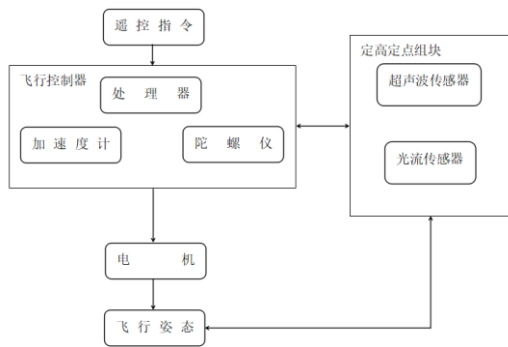 遥控指令
飞行控制器
处理器
加速度计
陀螺仪
定高定点组块
超声波传感器
光流传感器
电机
飞行姿态